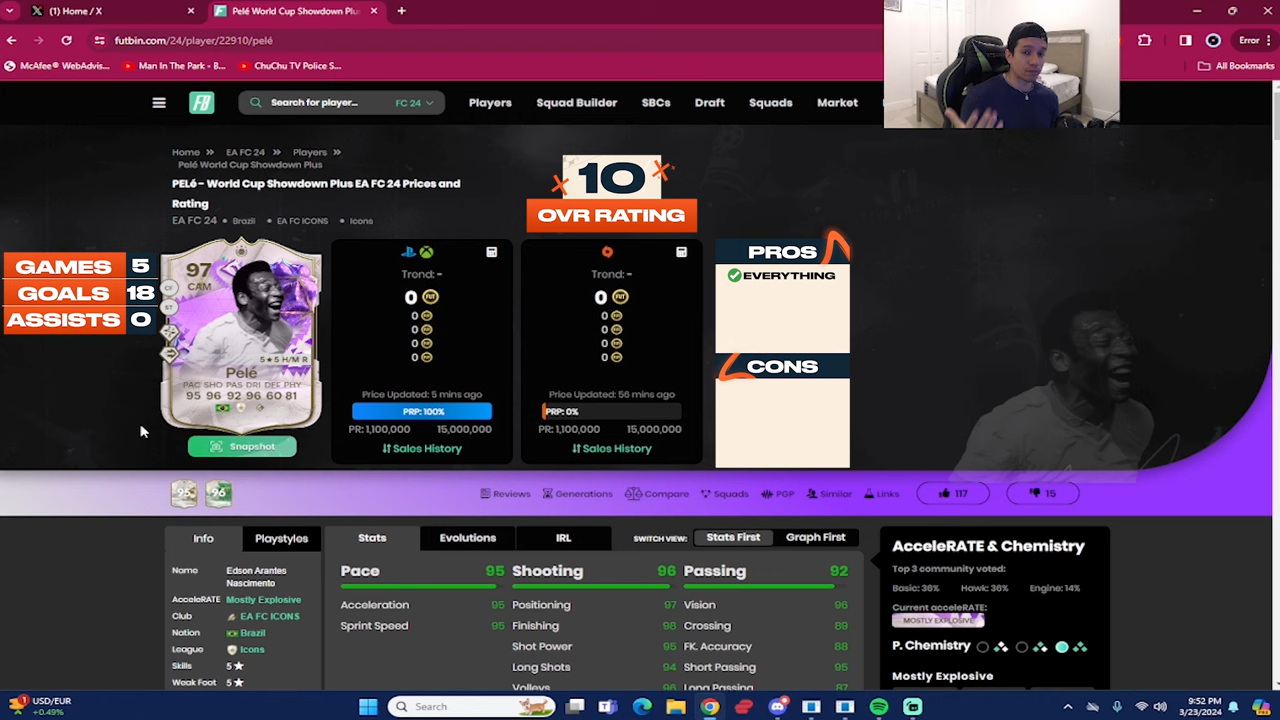 (1) Home / X
Pelé World Cup Showdown Plus
futbin.com/24/player/22910/pelé
Error
McAfee® WebAdvis...
Man In The Park - B...
ChuChu TV Police S...
All Bookmarks
FB
Search for player...
FC 24
Players
Squad Builder
SBCs
Draft
Squads
Market
Home
EA FC 24
Players
Pelé World Cup Showdown Plus
PELé - World Cup Showdown Plus EA FC 24 Prices and
Rating
EA FC 24 • Brazil • EA FC ICONS • Icons
10
OVR RATING
GAMES 5
GOALS 18
ASSISTS 0
97
CAM
CF
ST
5★5 H/M R
Pelé
PAC SHO PAS DRI DEF PHY
95 96 92 96 60 81
Snapshot
Trend: -
0
0
0
0
0
Price Updated: 5 mins ago
PRP: 100%
PR: 1,100,000 15,000,000
Sales History
Trend: -
0
0
0
0
0
Price Updated: 56 mins ago
PRP: 0%
PR: 1,100,000 15,000,000
Sales History
PROS
EVERYTHING
CONS
95
96
Reviews
Generations
Compare
Squads
PGP
Similar
Links
117
15
Info
Playstyles
Name Edson Arantes
Nascimento
AcceleRATE Mostly Explosive
Club EA FC ICONS
Nation Brazil
League Icons
Skills 5★
Weak Foot 5★
Stats
Evolutions
IRL
SWITCH VIEW:
Stats First
Graph First
Pace 95
Acceleration 95
Sprint Speed 95
Shooting 96
Positioning 97
Finishing 98
Shot Power 95
Long Shots 94
Volleys 96
Passing 92
Vision 96
Crossing 89
FK. Accuracy 88
Short Passing 95
Long Passing 87
AcceleRATE & Chemistry
Top 3 community voted:
Basic: 36% Hawk: 36% Engine: 14%
Current acceleRATE:
MOSTLY EXPLOSIVE
P. Chemistry
Mostly Explosive
USD/EUR
+0.49%
Search
9:52 PM
3/23/2024